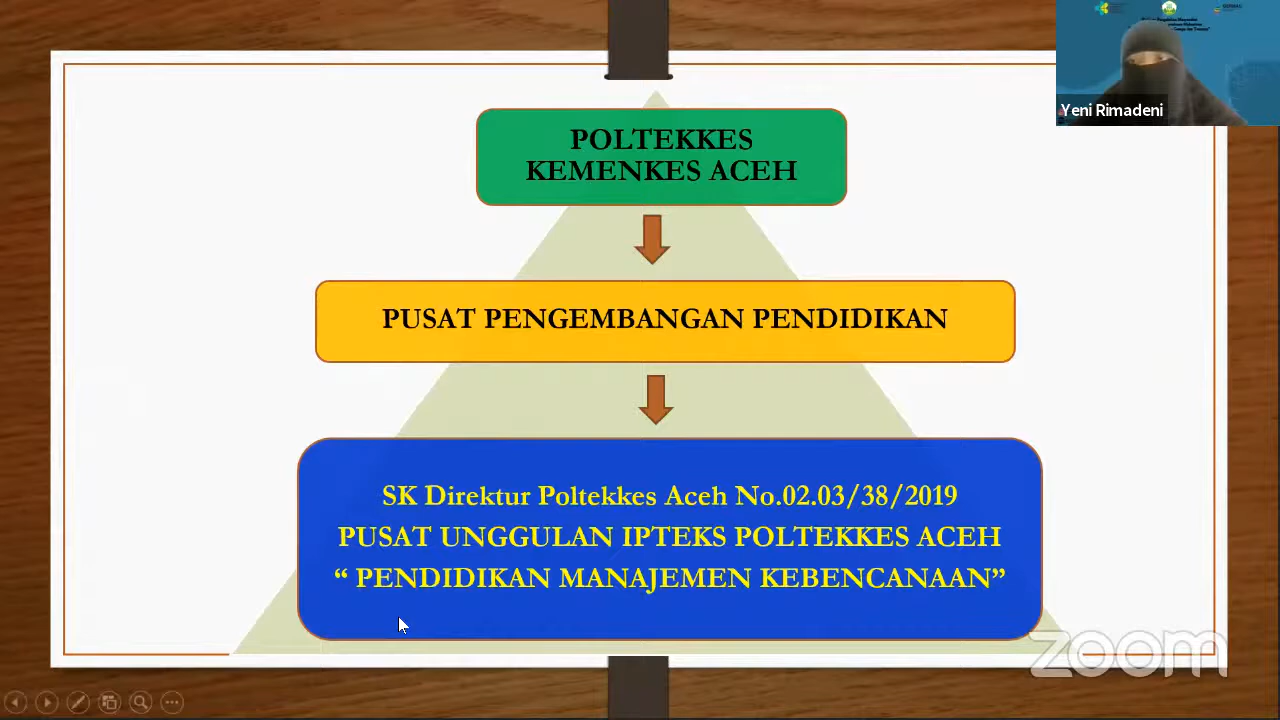 POLTEKKES
KEMENKES ACEH
PUSAT PENGEMBANGAN PENDIDIKAN
SK Direktur Poltekkes Aceh No.02.03/38/2019
PUSAT UNGGULAN IPTEKS POLTEKKES ACEH
“ PENDIDIKAN MANAJEMEN KEBENCANAAN”
Yeni Rimadeni
zoom